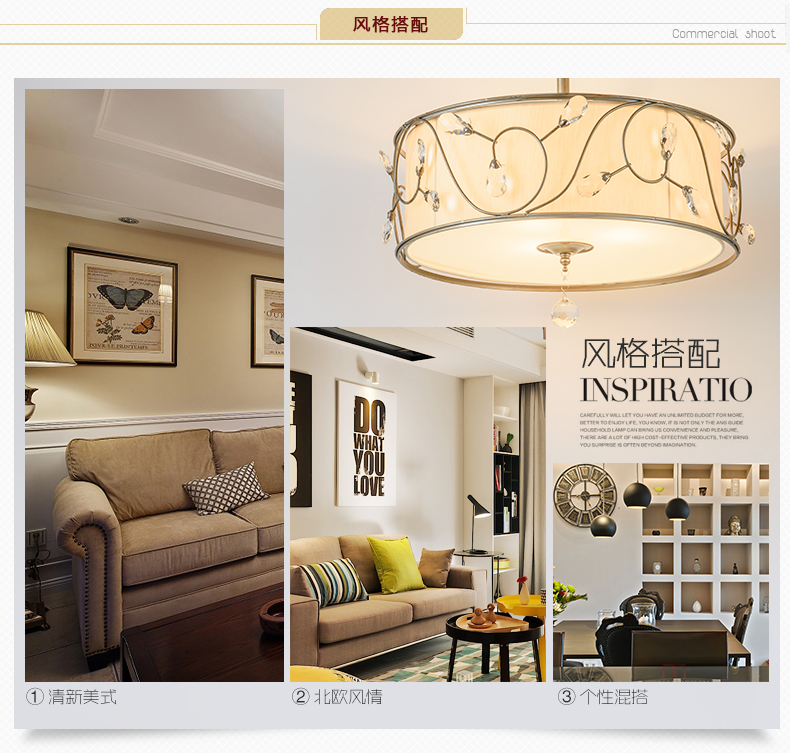 风格搭配
Commercial shoot
风格搭配
INSPIRATIO
CAREFULLY WILL LET YOU HAVE AN UNLIMITED BUDGET FOR MORE,
BETTER TO ENJOY LIFE, YOU KNOW, IT IS NOT ONLY THE ANG GUIDE
HOUSEHOLD LAMP CAN BRING US CONVENIENCE AND PLEASURE,
THERE ARE A LOT OF HIGH COST-EFFECTIVE PRODUCTS, THEY BRING
YOU SURPRISE IS OFTEN BEYOND IMAGINATION.
DO
WHAT
YOU
LOVE
POUR LE PRINTEMPS
① 清新美式
② 北欧风情
③ 个性混搭